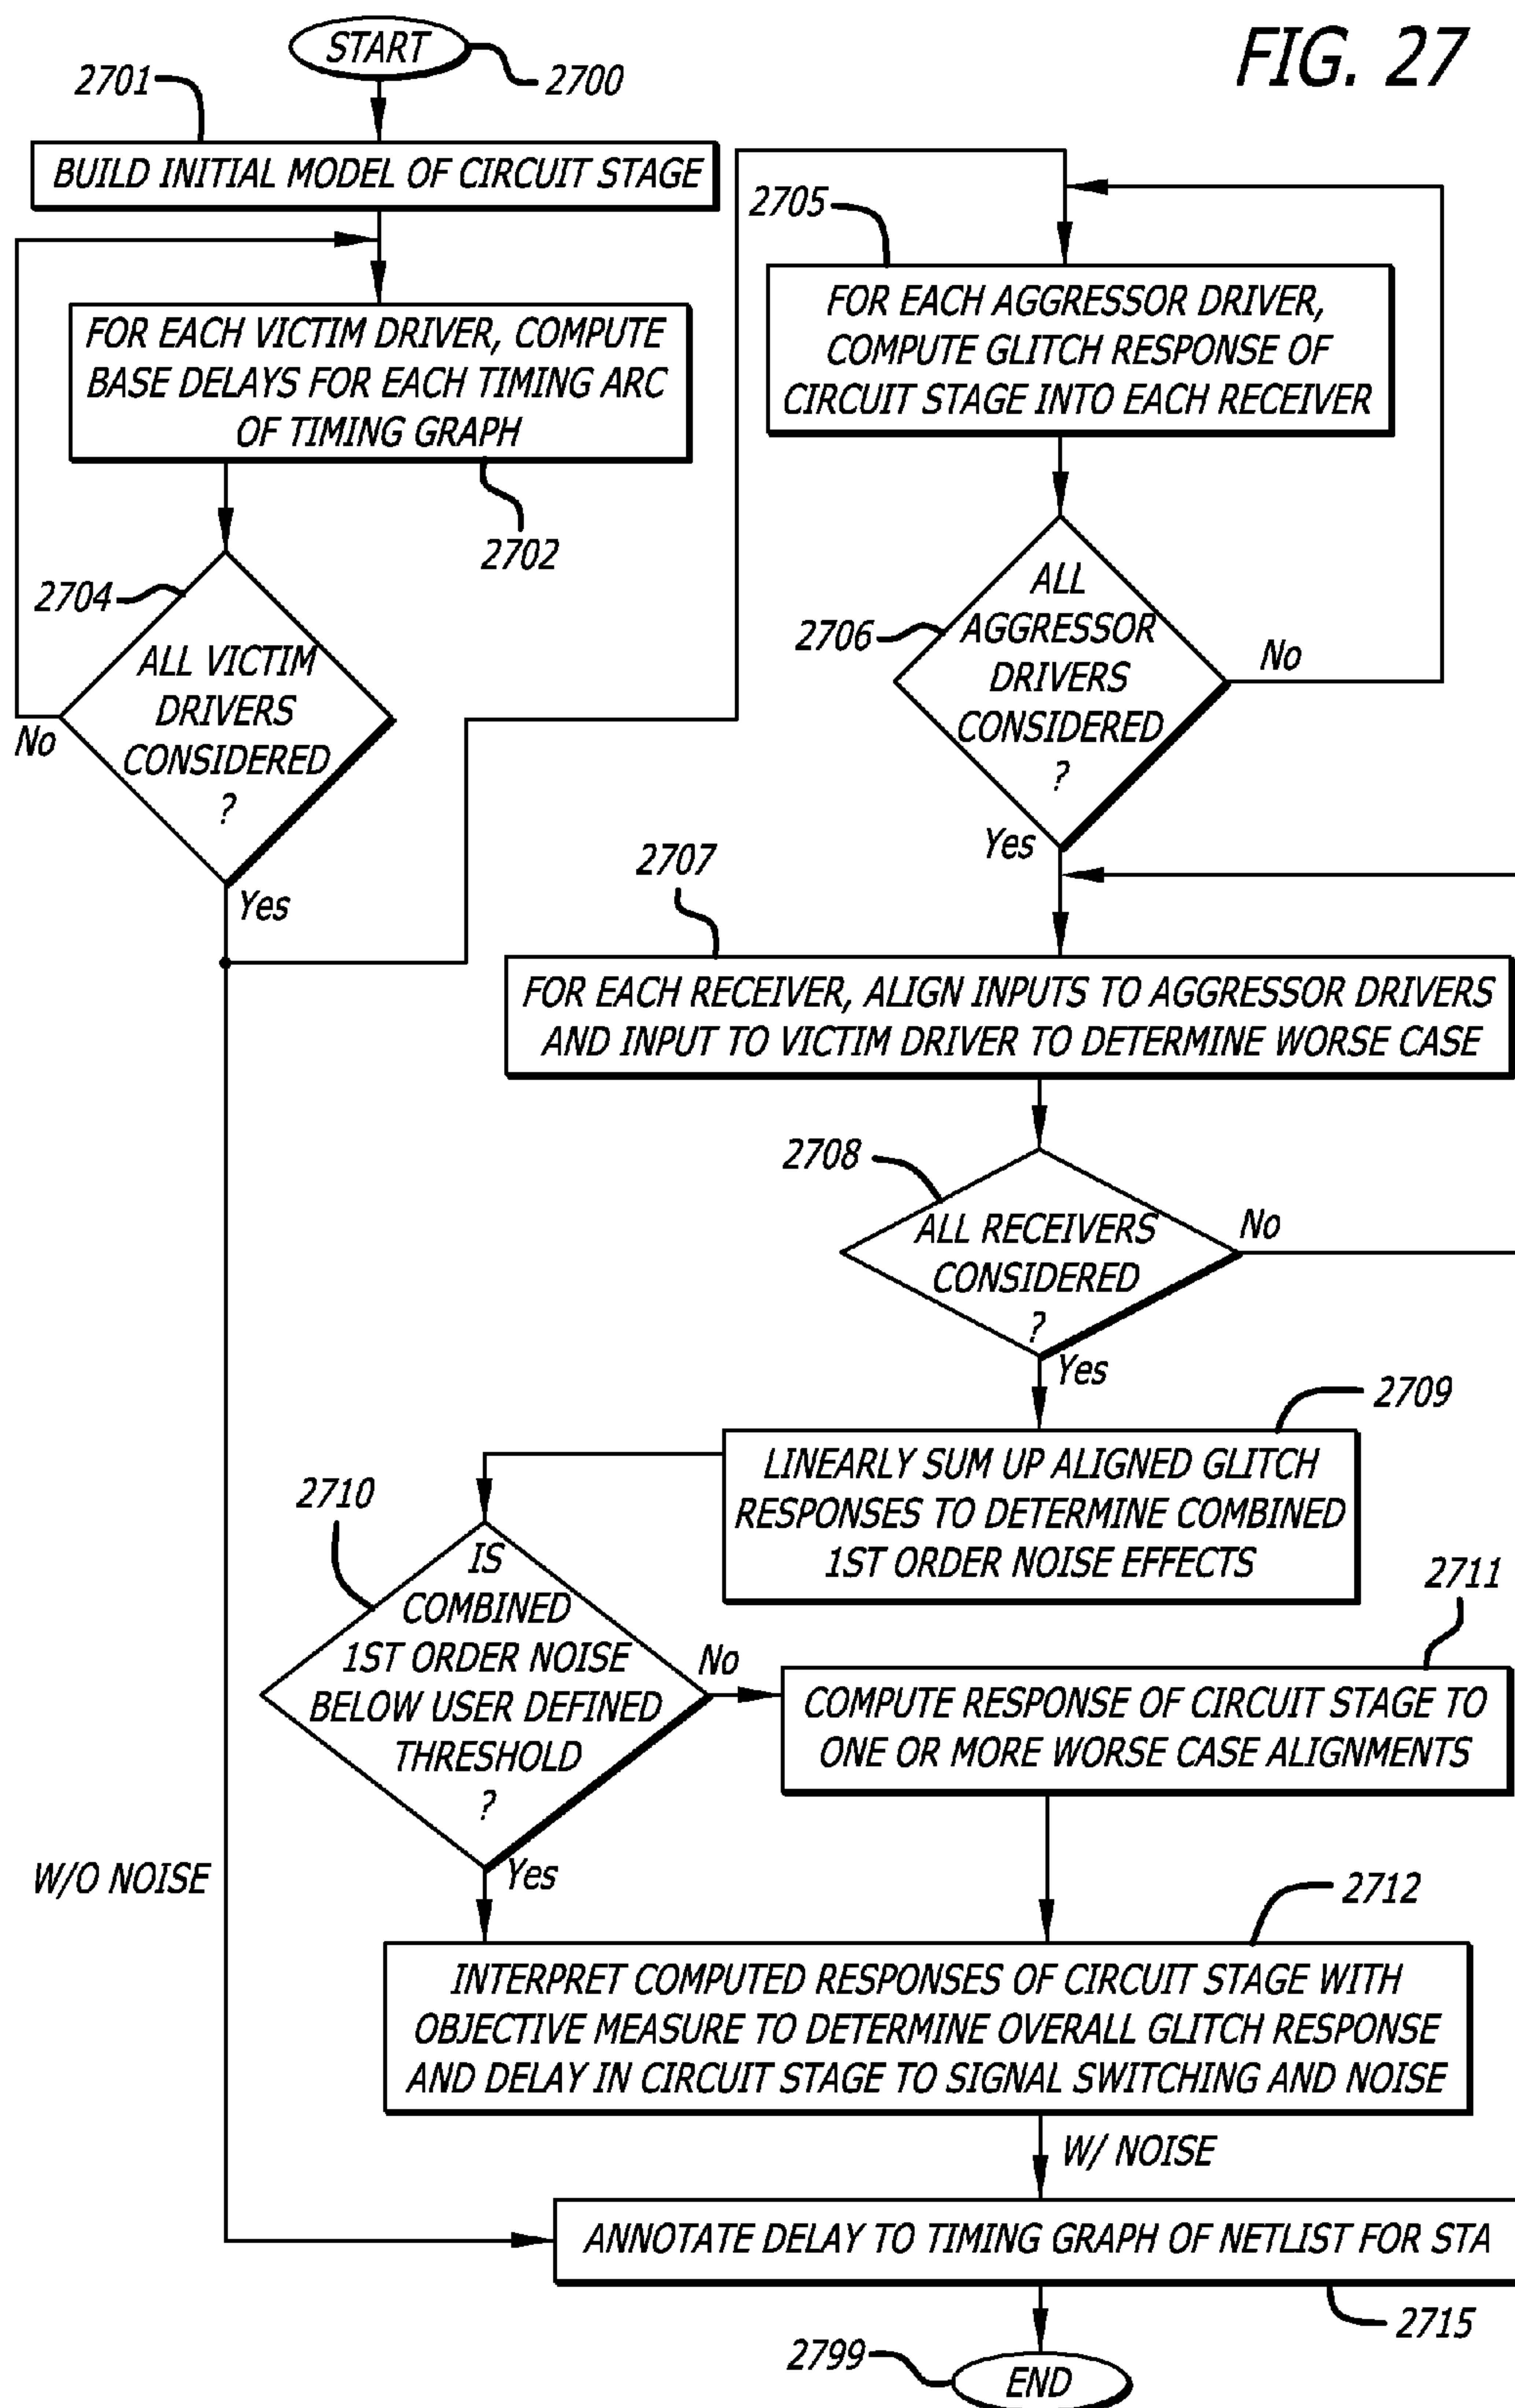 FIG. 27
START
2700
2701
BUILD INITIAL MODEL OF CIRCUIT STAGE
FOR EACH VICTIM DRIVER, COMPUTE
BASE DELAYS FOR EACH TIMING ARC
OF TIMING GRAPH
2702
2704
ALL VICTIM
DRIVERS
CONSIDERED
?
No
Yes
2705
FOR EACH AGGRESSOR DRIVER,
COMPUTE GLITCH RESPONSE OF
CIRCUIT STAGE INTO EACH RECEIVER
2706
ALL
AGGRESSOR
DRIVERS
CONSIDERED
?
No
Yes
2707
FOR EACH RECEIVER, ALIGN INPUTS TO AGGRESSOR DRIVERS
AND INPUT TO VICTIM DRIVER TO DETERMINE WORSE CASE
2708
ALL RECEIVERS
CONSIDERED
?
No
Yes
2709
LINEARLY SUM UP ALIGNED GLITCH
RESPONSES TO DETERMINE COMBINED
1ST ORDER NOISE EFFECTS
2710
IS
COMBINED
1ST ORDER NOISE
BELOW USER DEFINED
THRESHOLD
?
No
Yes
2711
COMPUTE RESPONSE OF CIRCUIT STAGE TO
ONE OR MORE WORSE CASE ALIGNMENTS
W/O NOISE
2712
INTERPRET COMPUTED RESPONSES OF CIRCUIT STAGE WITH
OBJECTIVE MEASURE TO DETERMINE OVERALL GLITCH RESPONSE
AND DELAY IN CIRCUIT STAGE TO SIGNAL SWITCHING AND NOISE
W/ NOISE
ANNOTATE DELAY TO TIMING GRAPH OF NETLIST FOR STA
2715
2799
END